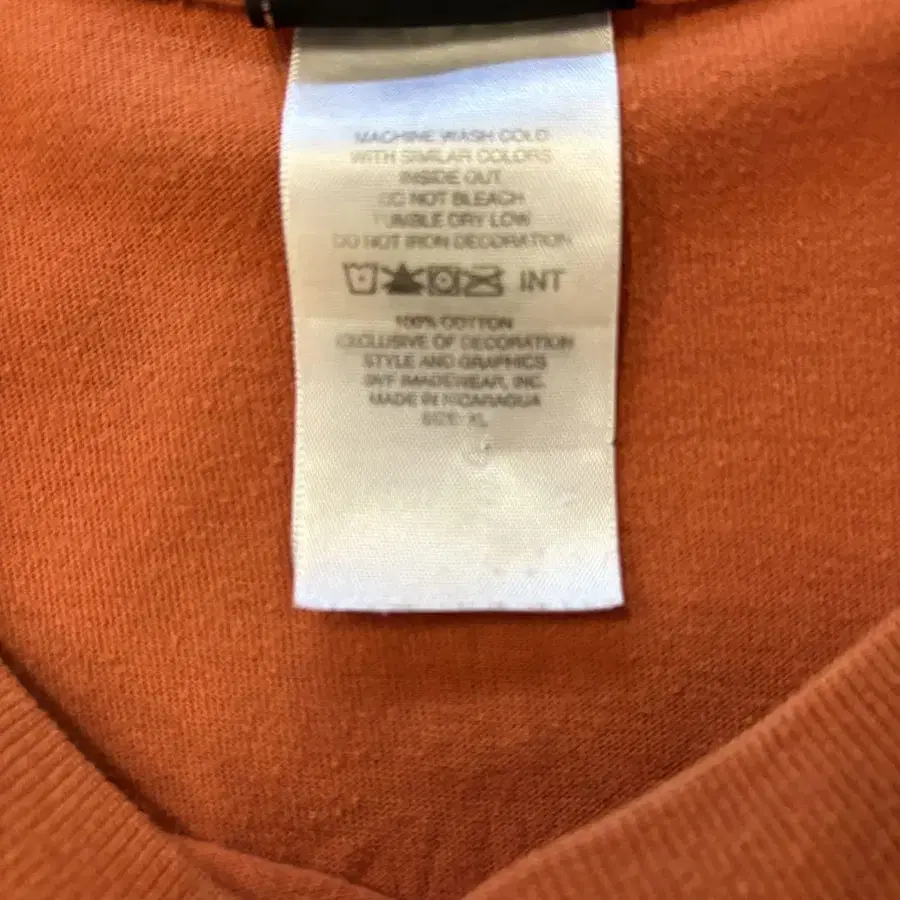 MACHINE WASH COLD
WITH SIMILAR COLORS
INSIDE OUT
DO NOT BLEACH
TUMBLE DRY LOW
DO NOT IRON DECORATION
INT
100% COTTON
EXCLUSIVE OF DECORATION
STYLE AND GRAPHICS
MADE IN NICARAGUA
SIZE: XL